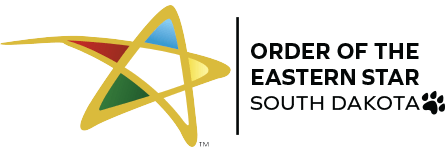 ORDER OF THE
EASTERN STAR
SOUTH DAKOTA
TM